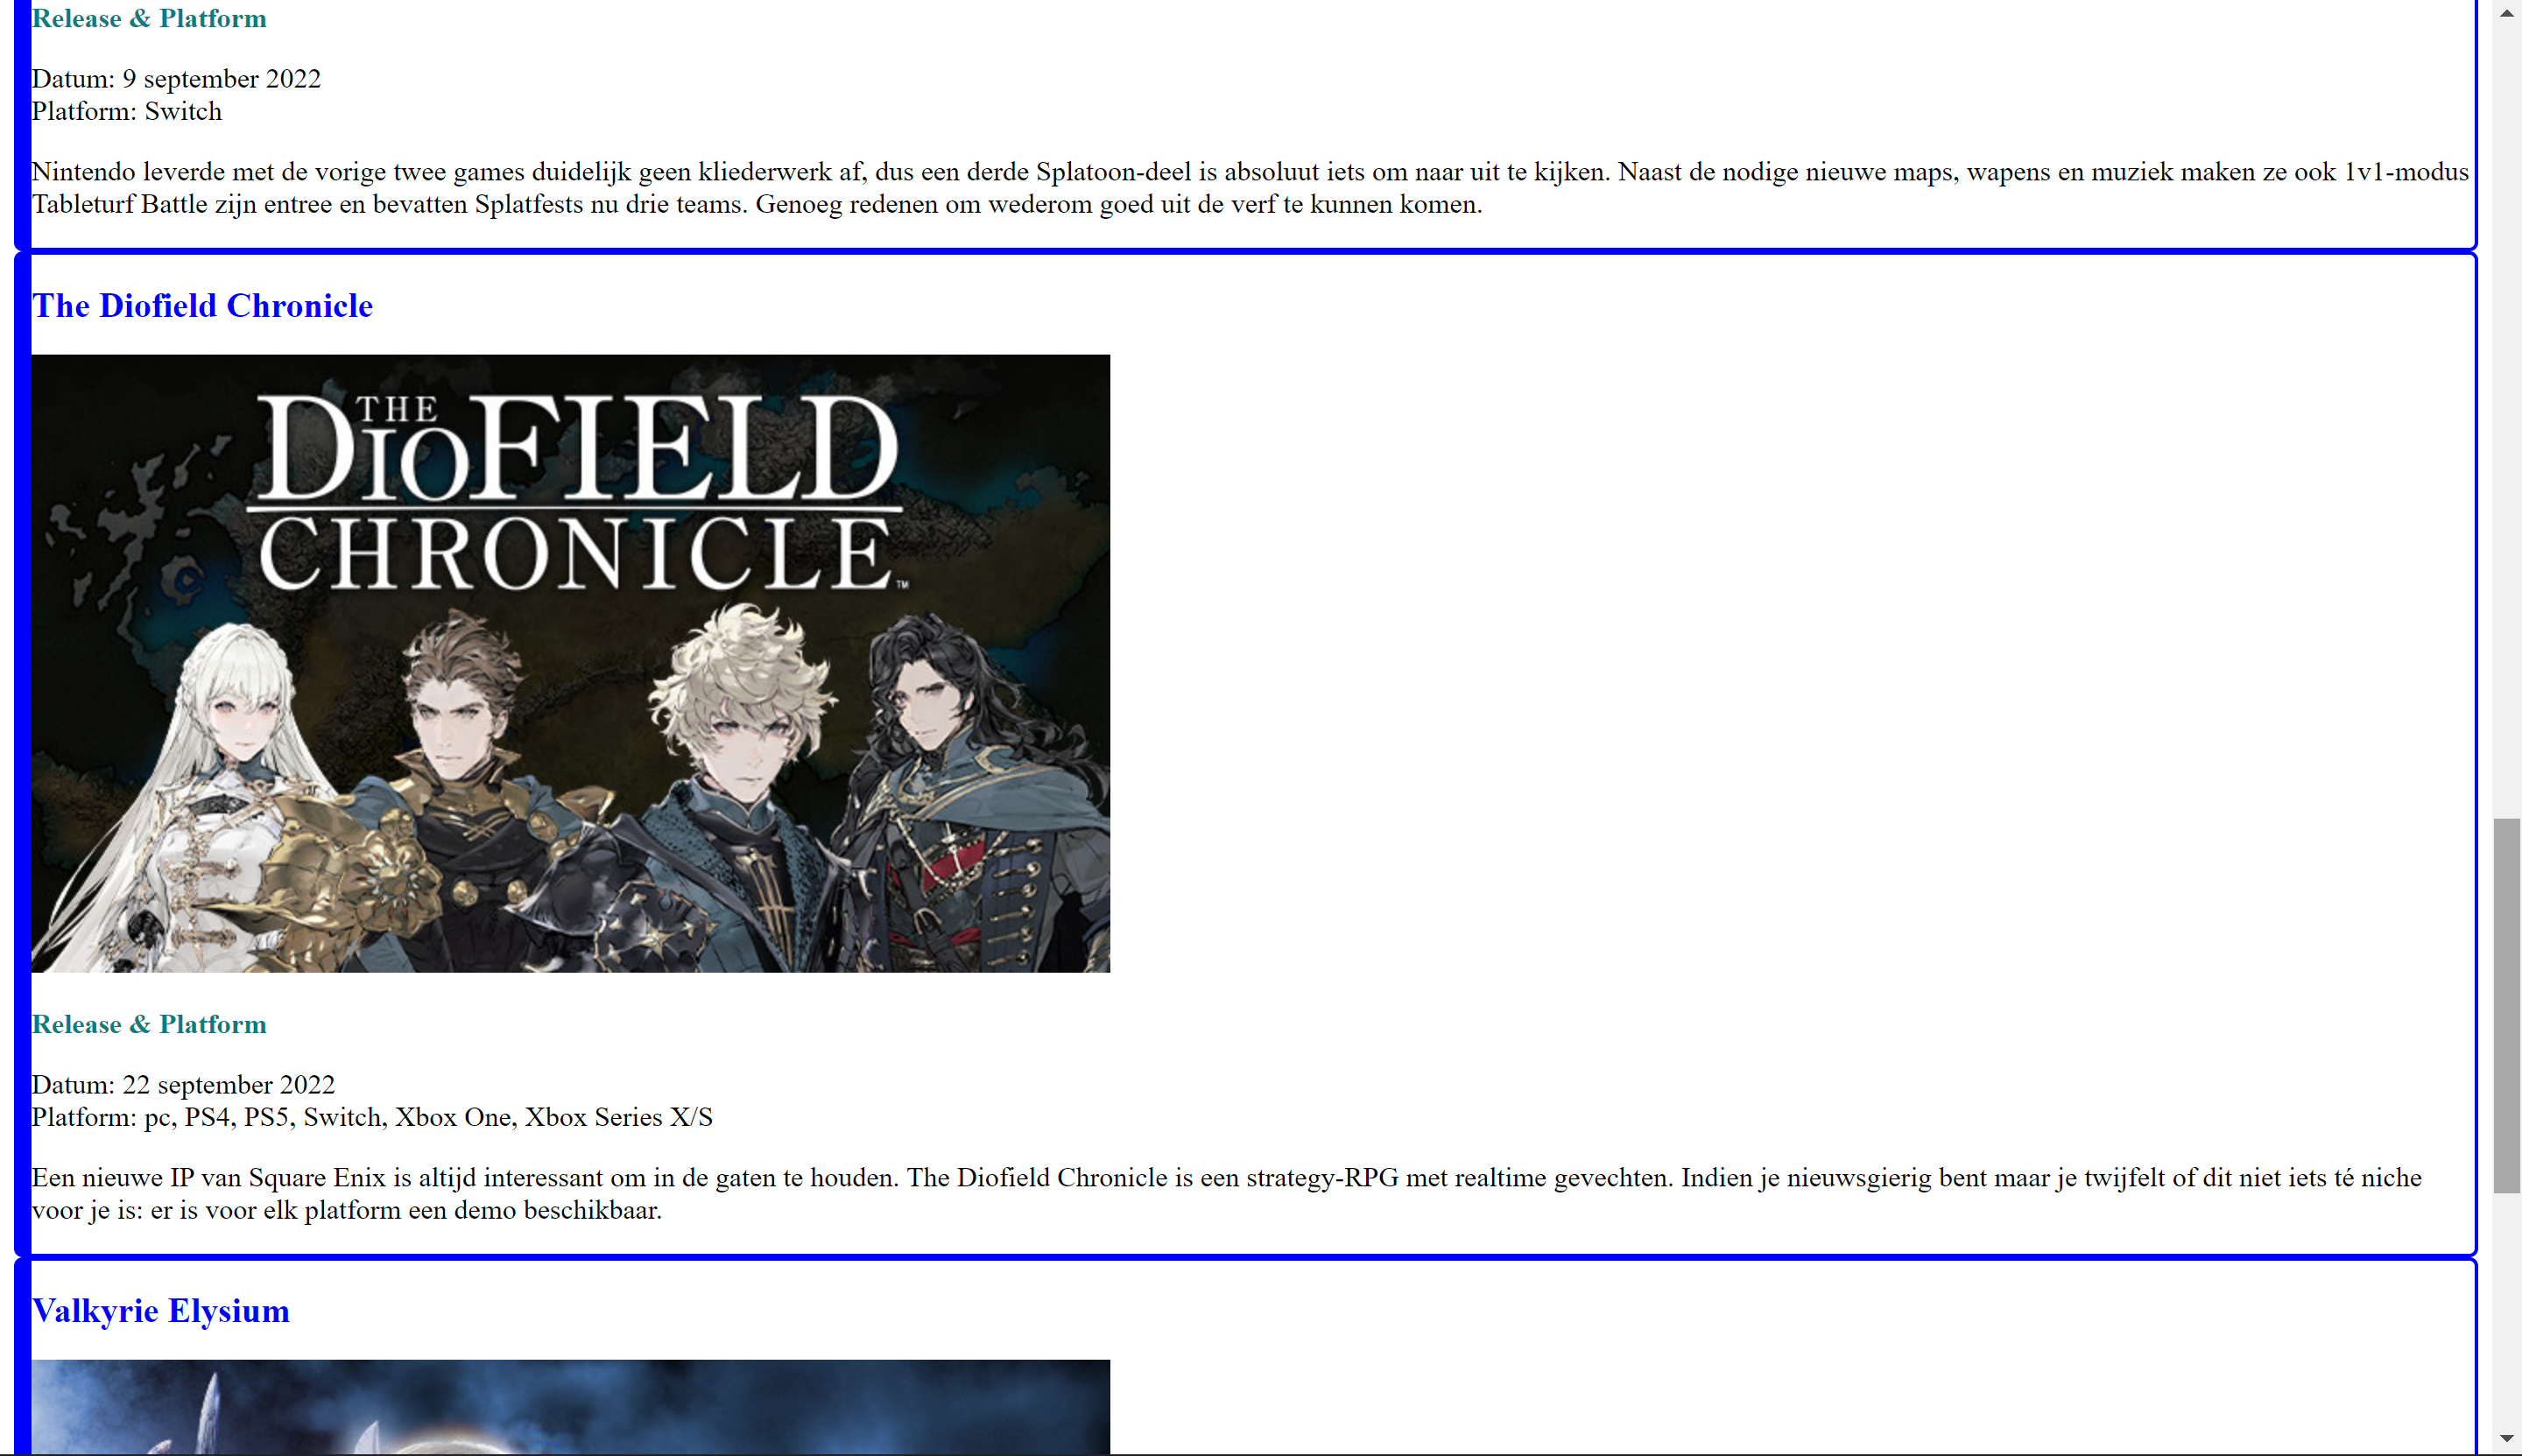 Release & Platform
Datum: 9 september 2022
Platform: Switch
Nintendo leverde met de vorige twee games duidelijk geen kliederwerk af, dus een derde Splatoon-deel is absoluut iets om naar uit te kijken. Naast de nodige nieuwe maps, wapens en muziek maken ze ook 1v1-modus
Tableturf Battle zijn entree en bevatten Splatfests nu drie teams. Genoeg redenen om wederom goed uit de verf te kunnen komen.
The Diofield Chronicle
THE
DIOFIELD
CHRONICLE™
Release & Platform
Datum: 22 september 2022
Platform: pc, PS4, PS5, Switch, Xbox One, Xbox Series X/S
Een nieuwe IP van Square Enix is altijd interessant om in de gaten te houden. The Diofield Chronicle is een strategy-RPG met realtime gevechten. Indien je nieuwsgierig bent maar je twijfelt of dit niet iets té niche
voor je is: er is voor elk platform een demo beschikbaar.
Valkyrie Elysium